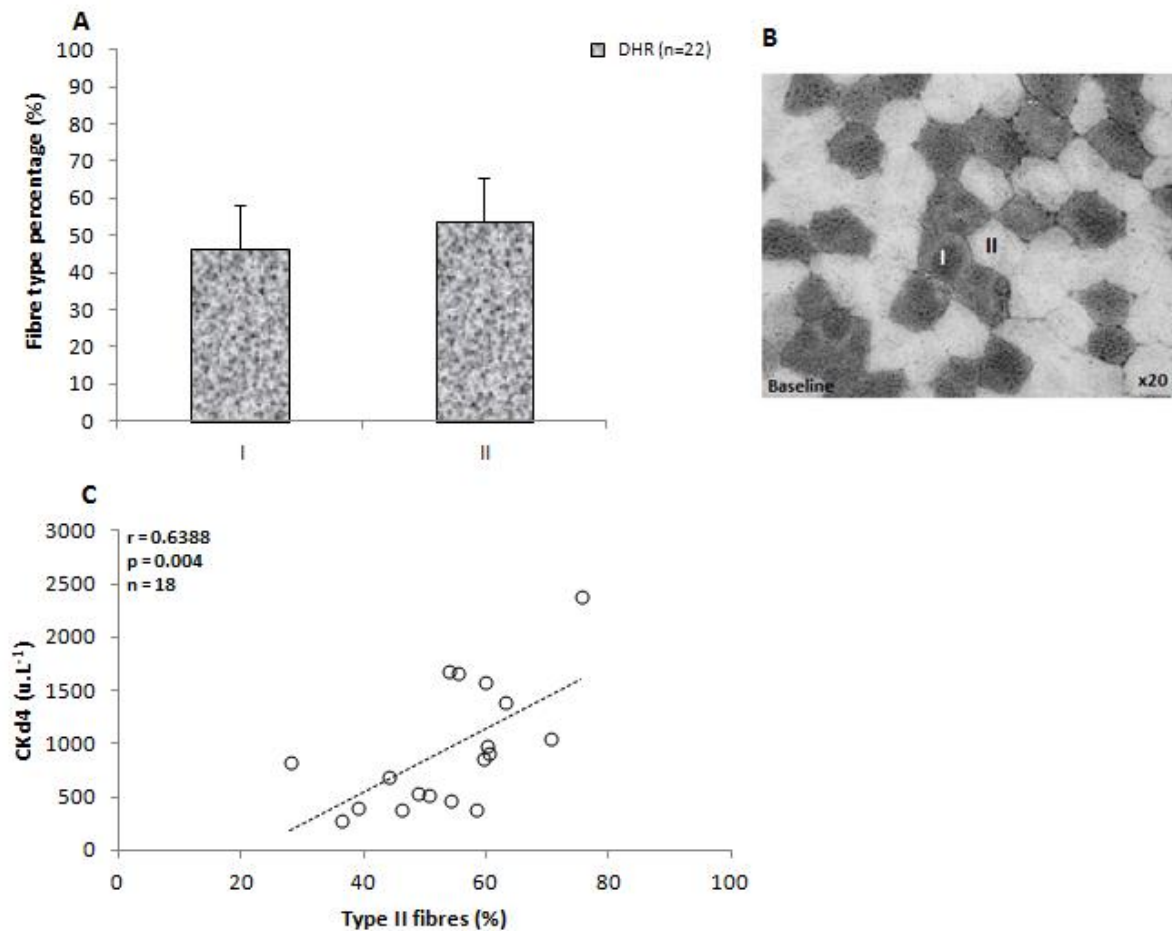 A
100
90
80
70
60
50
40
30
20
10
0
Fibre type percentage (%)
I
II
DHR (n=22)
B
I
II
Baseline
x20
C
r = 0.6388
p = 0.004
n = 18
3000
2500
2000
1500
1000
500
0
CKd4 (u.L⁻¹)
0 20 40 60 80 100
Type II fibres (%)